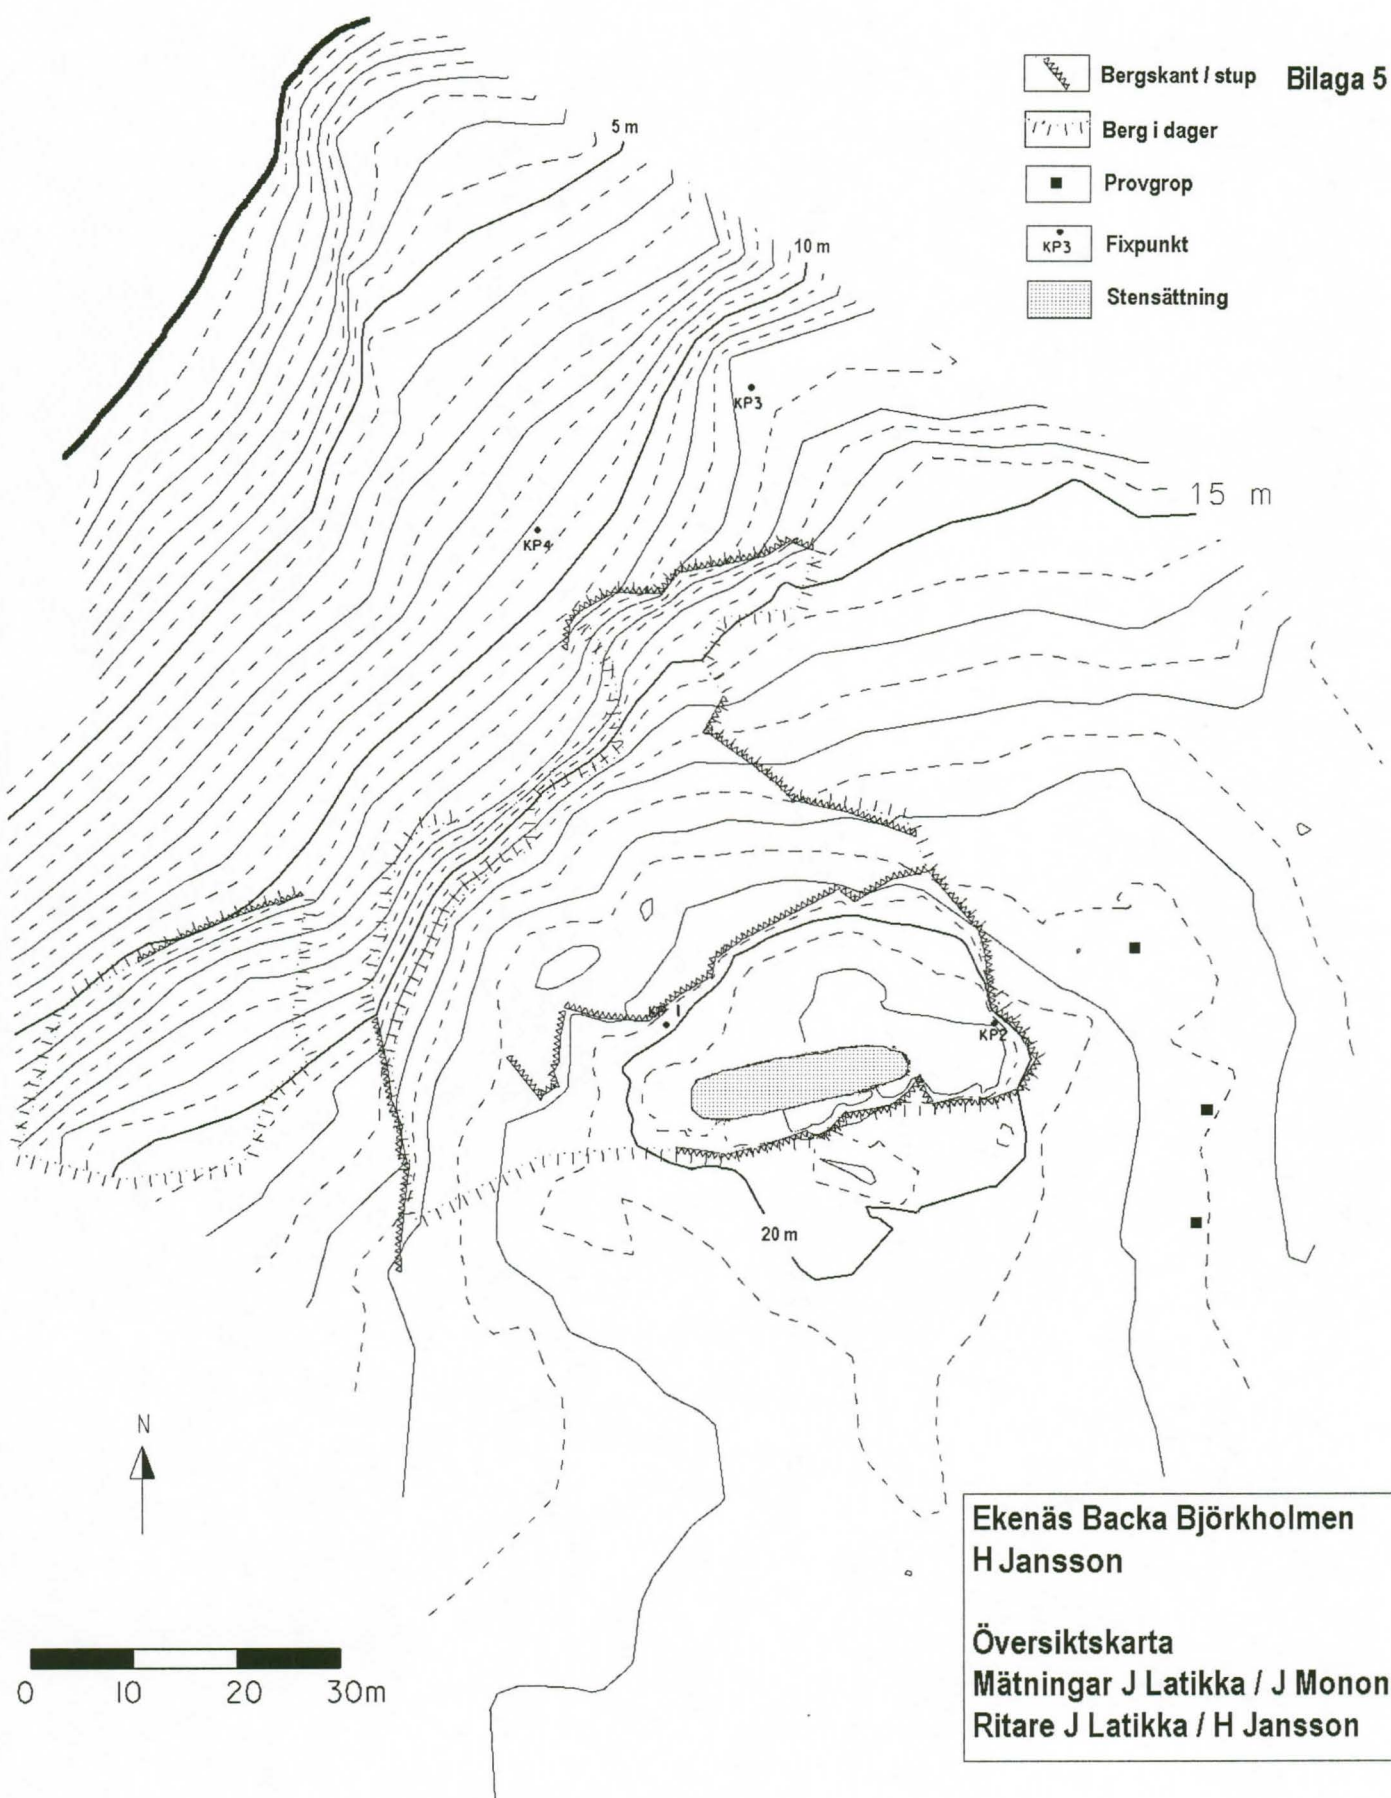 Bergskant / stup Bilaga 5
Berg i dager
Provgrop
KP3 Fixpunkt
Stensättning
5 m
10 m
KP3
15 m
KP4
KP2
20 m
N
0 10 20 30m
Ekenäs Backa Björkholmen
H Jansson
Översiktskarta
Mätningar J Latikka / J Monon
Ritare J Latikka / H Jansson